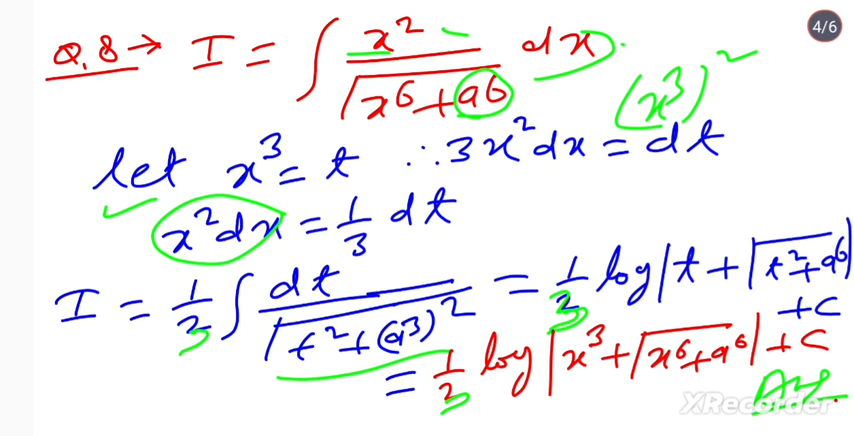 4/6
Q.8 → I = ∫ x²/√(x⁶+a⁶) dx
(x³)²
let x³ = t ∴ 3x²dx = dt
x²dx = 1/3 dt
I = 1/3 ∫ dt/√(t²+(a³)²) = 1/3 log|t + √(t²+a⁶)| + C
= 1/3 log|x³+√(x⁶+a⁶)| + C
Ans
XRecorder